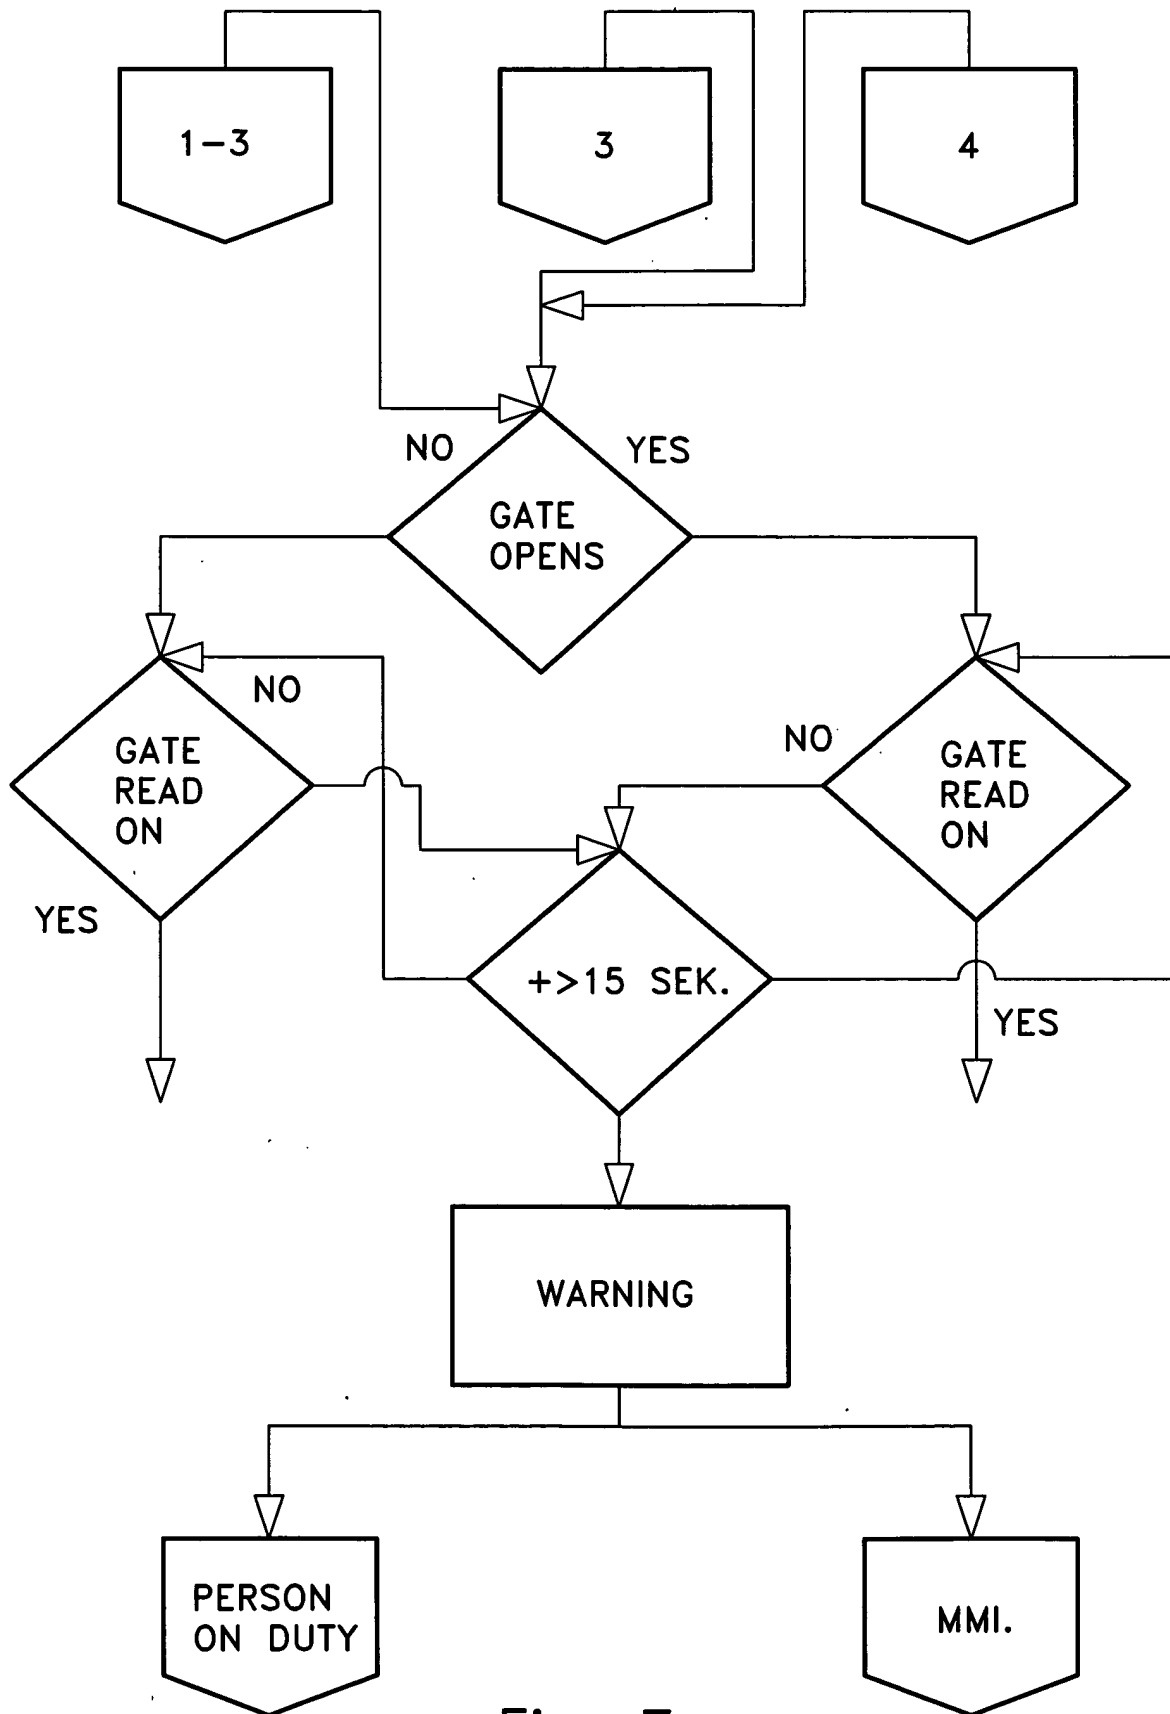 1-3
3
4
NO
YES
GATE
OPENS
NO
GATE
READ
ON
NO
GATE
READ
ON
YES
+>15 SEK.
YES
WARNING
PERSON
ON DUTY
MMI.